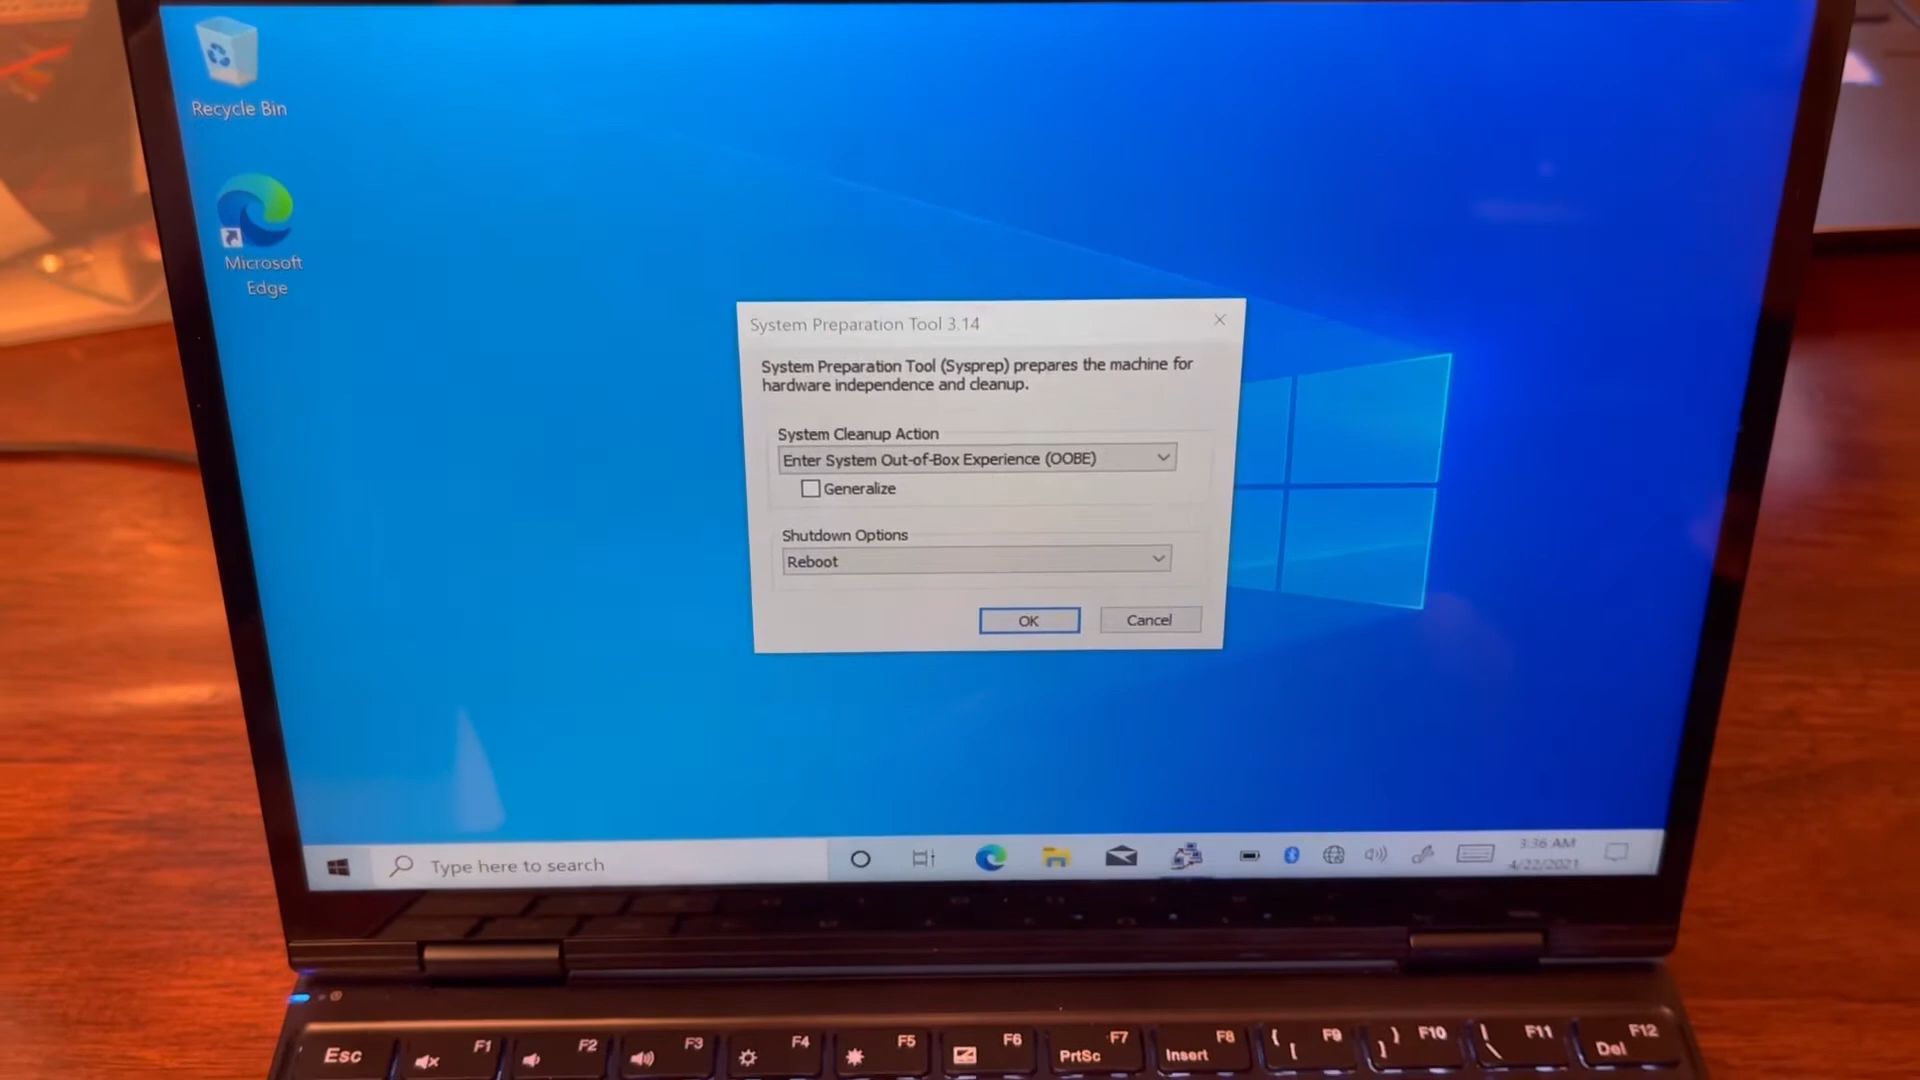 Recycle Bin
Microsoft
Edge
System Preparation Tool 3.14
System Preparation Tool (Sysprep) prepares the machine for
hardware independence and cleanup.
System Cleanup Action
Enter System Out-of-Box Experience (OOBE)
Generalize
Shutdown Options
Reboot
OK
Cancel
Type here to search
3:36 AM
4/22/2021
Esc
F1
F2
F3
F4
F5
F6
PrtSc F7
Insert F8
{ [ F9
} ] F10
| \ F11
Del F12